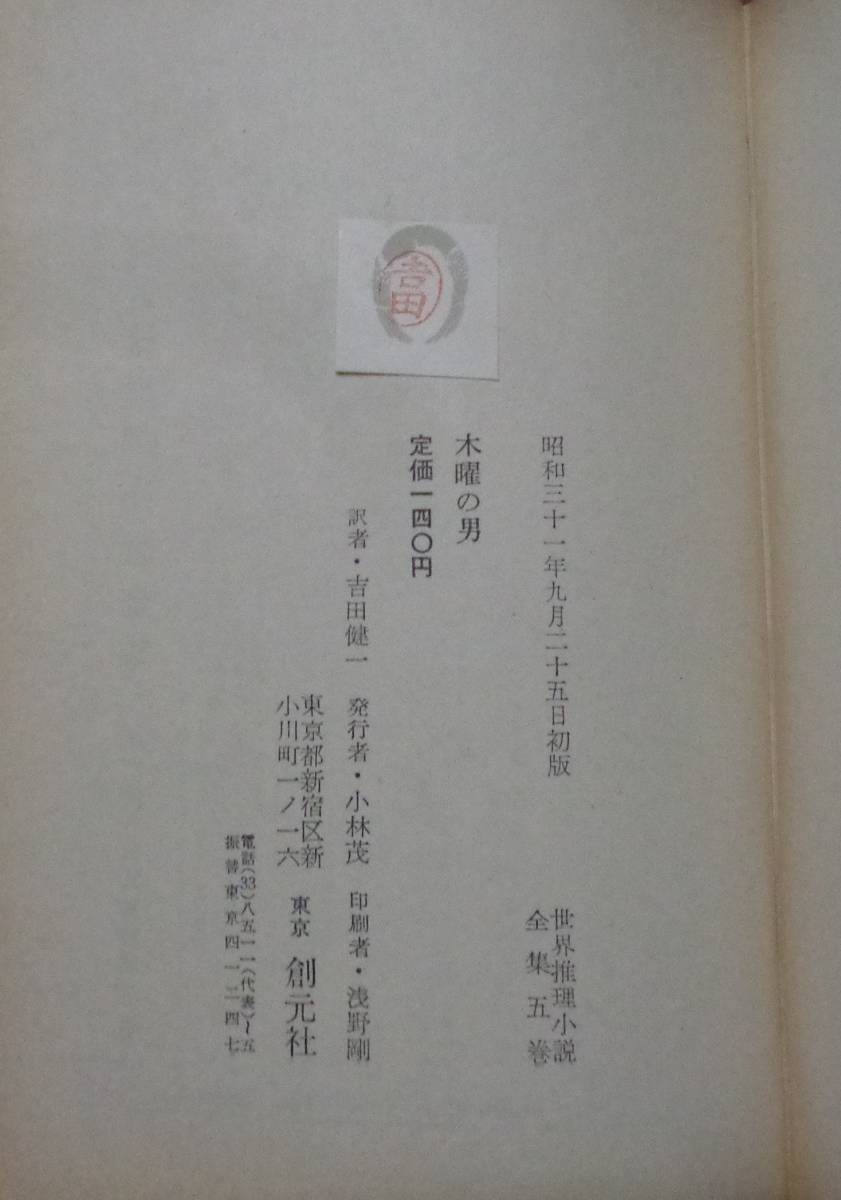 昭和三十一年九月二十五日初版
世界推理小説
全集五巻
木曜の男
定価一四〇円
訳者・吉田健一
発行者・小林茂
印刷者・浅野剛
東京都新宿区新
小川町一ノ一六
東京 創元社
電話(33)八五一一(代表)〜五
振替東京四一二四七
吉田